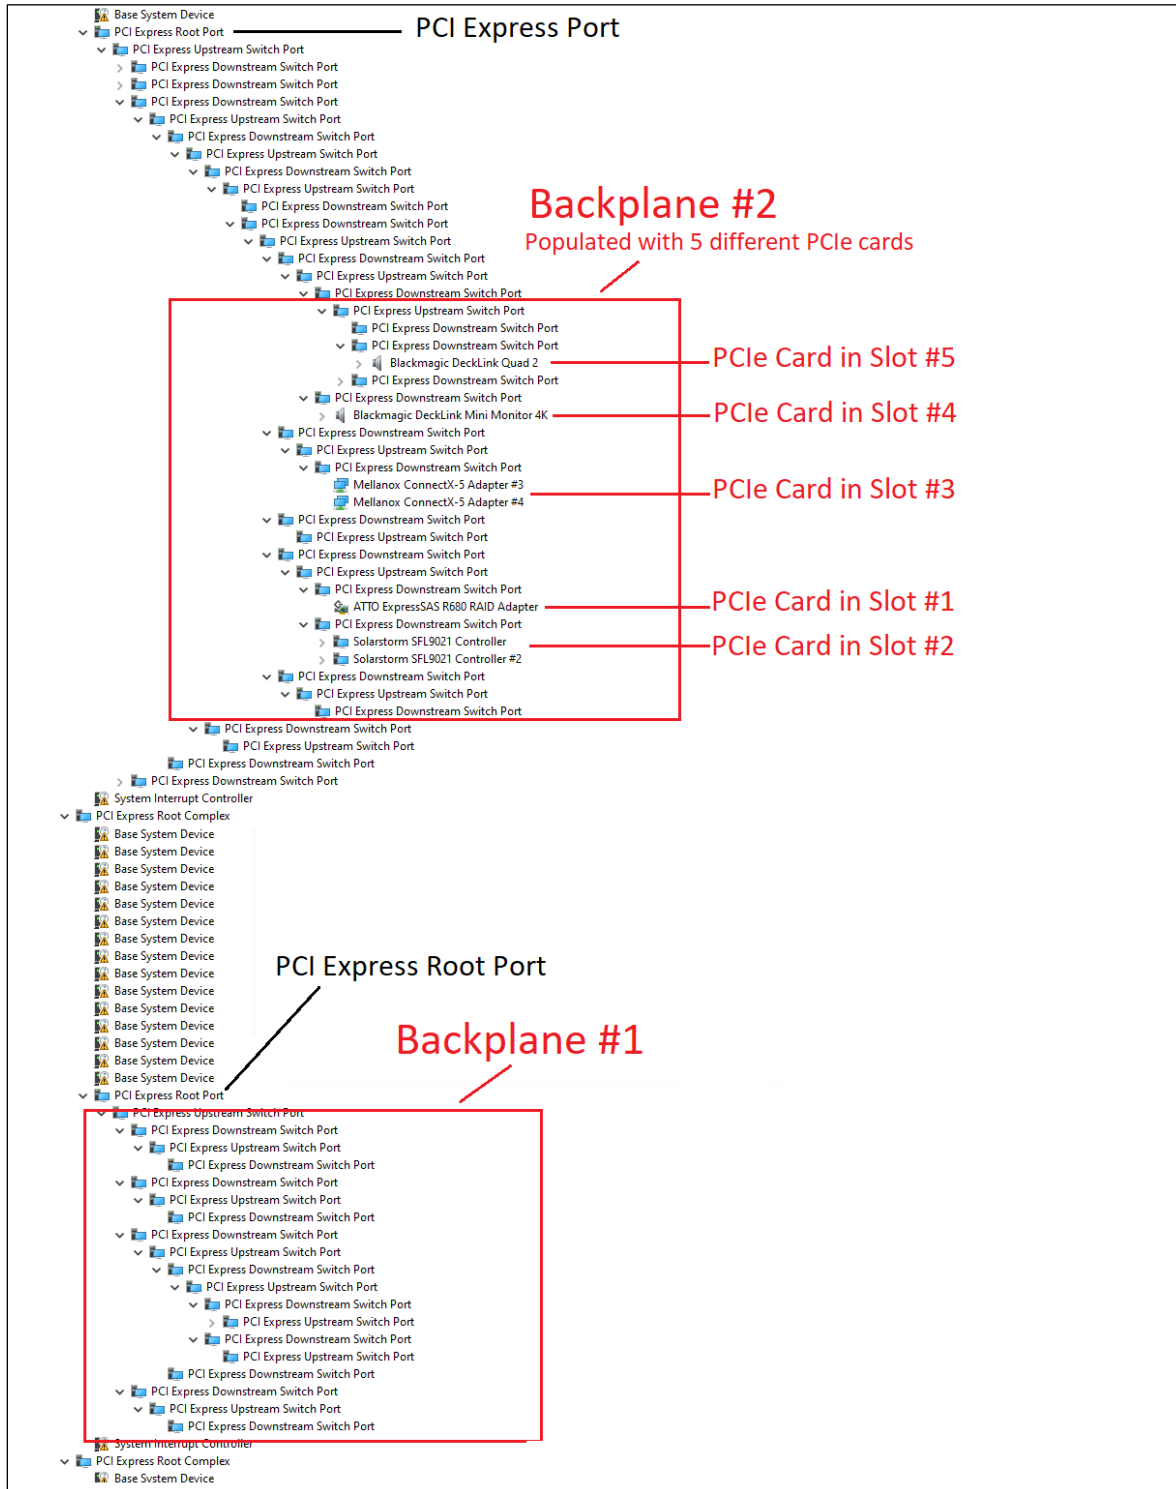 Base System Device
PCI Express Root Port PCI Express Port
PCI Express Upstream Switch Port
PCI Express Downstream Switch Port
PCI Express Downstream Switch Port
PCI Express Downstream Switch Port
PCI Express Upstream Switch Port
PCI Express Downstream Switch Port
PCI Express Upstream Switch Port
PCI Express Downstream Switch Port
PCI Express Upstream Switch Port
PCI Express Downstream Switch Port
Backplane #2
PCI Express Downstream Switch Port
PCI Express Upstream Switch Port
Populated with 5 different PCIe cards
PCI Express Downstream Switch Port
PCI Express Upstream Switch Port
PCI Express Downstream Switch Port
PCI Express Upstream Switch Port
PCI Express Downstream Switch Port
PCI Express Downstream Switch Port
Blackmagic DeckLink Quad 2 PCIe Card in Slot #5
PCI Express Downstream Switch Port
PCI Express Downstream Switch Port
Blackmagic DeckLink Mini Monitor 4K PCIe Card in Slot #4
PCI Express Downstream Switch Port
PCI Express Upstream Switch Port
PCI Express Downstream Switch Port
Mellanox ConnectX-5 Adapter #3
PCIe Card in Slot #3
Mellanox ConnectX-5 Adapter #4
PCI Express Downstream Switch Port
PCI Express Upstream Switch Port
PCI Express Downstream Switch Port
PCI Express Upstream Switch Port
PCI Express Downstream Switch Port
ATTO ExpressSAS R680 RAID Adapter PCIe Card in Slot #1
PCI Express Downstream Switch Port
Solarstorm SFL9021 Controller PCIe Card in Slot #2
Solarstorm SFL9021 Controller #2
PCI Express Downstream Switch Port
PCI Express Upstream Switch Port
PCI Express Downstream Switch Port
PCI Express Downstream Switch Port
PCI Express Upstream Switch Port
PCI Express Downstream Switch Port
PCI Express Downstream Switch Port
System Interrupt Controller
PCI Express Root Complex
Base System Device
Base System Device
Base System Device
Base System Device
Base System Device
Base System Device
Base System Device
Base System Device
PCI Express Root Port
Base System Device
Base System Device
Base System Device
Base System Device
Backplane #1
Base System Device
Base System Device
Base System Device
PCI Express Root Port
PCI Express Upstream Switch Port
PCI Express Downstream Switch Port
PCI Express Upstream Switch Port
PCI Express Downstream Switch Port
PCI Express Downstream Switch Port
PCI Express Upstream Switch Port
PCI Express Downstream Switch Port
PCI Express Downstream Switch Port
PCI Express Upstream Switch Port
PCI Express Downstream Switch Port
PCI Express Upstream Switch Port
PCI Express Downstream Switch Port
PCI Express Upstream Switch Port
PCI Express Downstream Switch Port
PCI Express Upstream Switch Port
PCI Express Downstream Switch Port
PCI Express Downstream Switch Port
PCI Express Upstream Switch Port
PCI Express Downstream Switch Port
System Interrupt Controller
PCI Express Root Complex
Base System Device